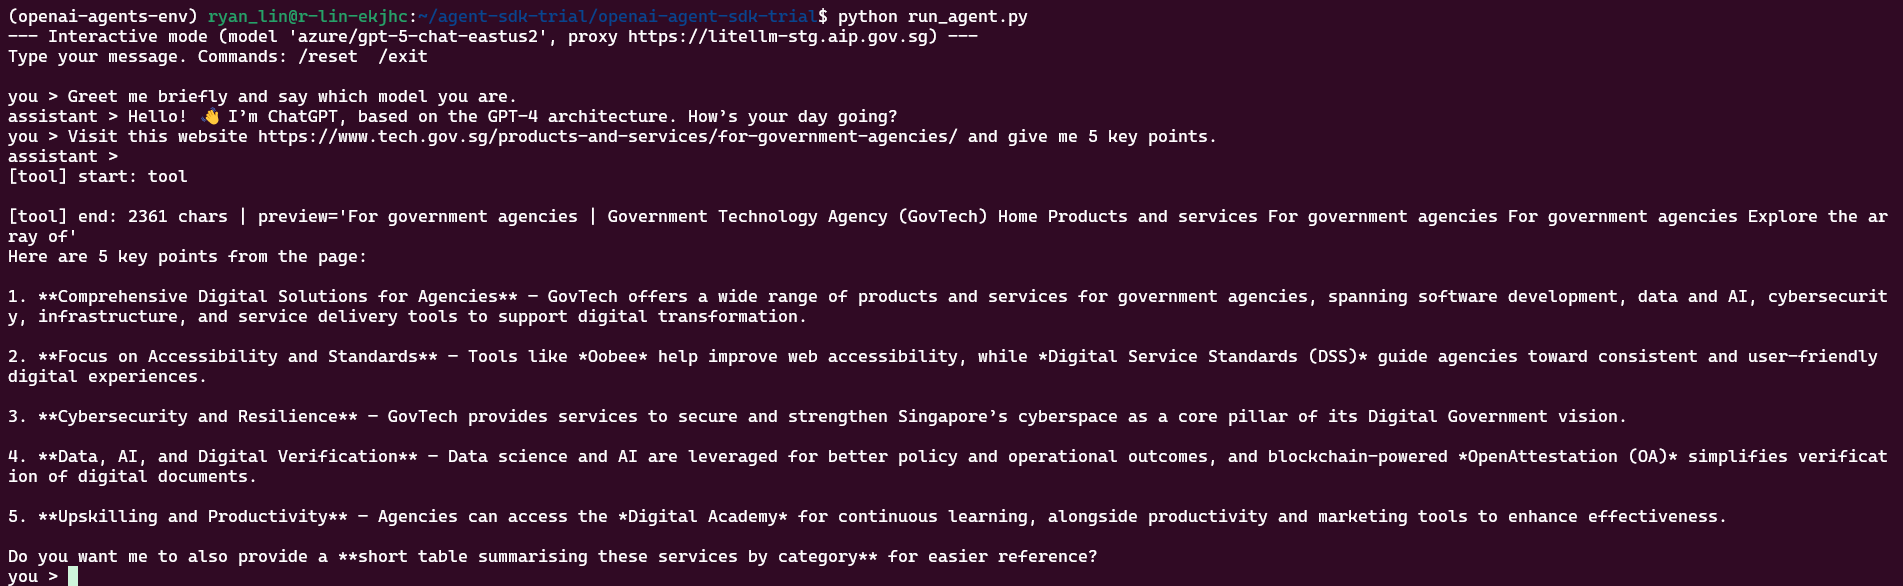 (openai-agents-env) ryan_lin@r-lin-ekjhc:~/agent-sdk-trial/openai-agent-sdk-trial$ python run_agent.py
--- Interactive mode (model 'azure/gpt-5-chat-eastus2', proxy https://litellm-stg.aip.gov.sg) ---
Type your message. Commands: /reset  /exit
you > Greet me briefly and say which model you are.
assistant > Hello! 👋 I’m ChatGPT, based on the GPT-4 architecture. How’s your day going?
you > Visit this website https://www.tech.gov.sg/products-and-services/for-government-agencies/ and give me 5 key points.
assistant >
[tool] start: tool
[tool] end: 2361 chars | preview='For government agencies | Government Technology Agency (GovTech) Home Products and services For government agencies For government agencies Explore the ar
ray of'
Here are 5 key points from the page:
1. **Comprehensive Digital Solutions for Agencies** – GovTech offers a wide range of products and services for government agencies, spanning software development, data and AI, cybersecurit
y, infrastructure, and service delivery tools to support digital transformation.
2. **Focus on Accessibility and Standards** – Tools like *Oobee* help improve web accessibility, while *Digital Service Standards (DSS)* guide agencies toward consistent and user-friendly
digital experiences.
3. **Cybersecurity and Resilience** – GovTech provides services to secure and strengthen Singapore’s cyberspace as a core pillar of its Digital Government vision.
4. **Data, AI, and Digital Verification** – Data science and AI are leveraged for better policy and operational outcomes, and blockchain-powered *OpenAttestation (OA)* simplifies verificat
ion of digital documents.
5. **Upskilling and Productivity** – Agencies can access the *Digital Academy* for continuous learning, alongside productivity and marketing tools to enhance effectiveness.
Do you want me to also provide a **short table summarising these services by category** for easier reference?
you >